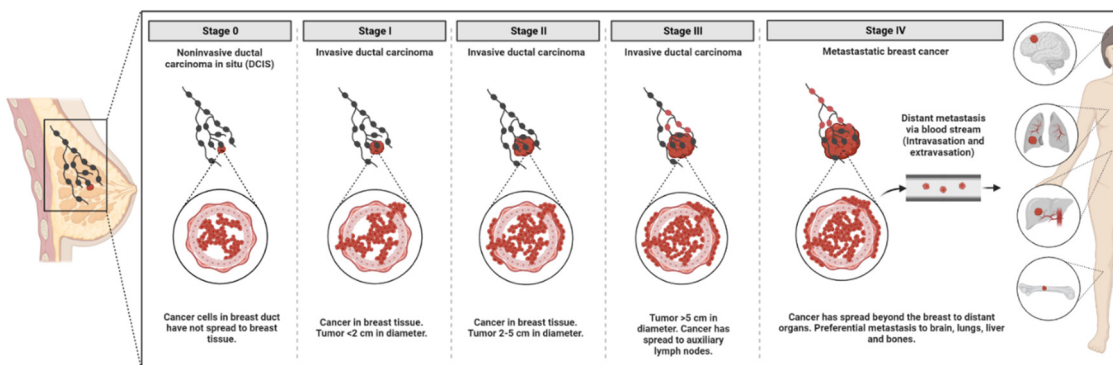 Stage 0
Noninvasive ductal
carcinoma in situ (DCIS)
Cancer cells in breast duct
have not spread to breast
tissue.
Stage I
Invasive ductal carcinoma
Cancer in breast tissue.
Tumor <2 cm in diameter.
Stage II
Invasive ductal carcinoma
Cancer in breast tissue.
Tumor 2-5 cm in diameter.
Stage III
Invasive ductal carcinoma
Tumor >5 cm in
diameter. Cancer has
spread to auxiliary
lymph nodes.
Stage IV
Metastastatic breast cancer
Distant metastasis
via blood stream
(Intravasation and
extravasation)
Cancer has spread beyond the breast to distant
organs. Preferential metastasis to brain, lungs, liver
and bones.